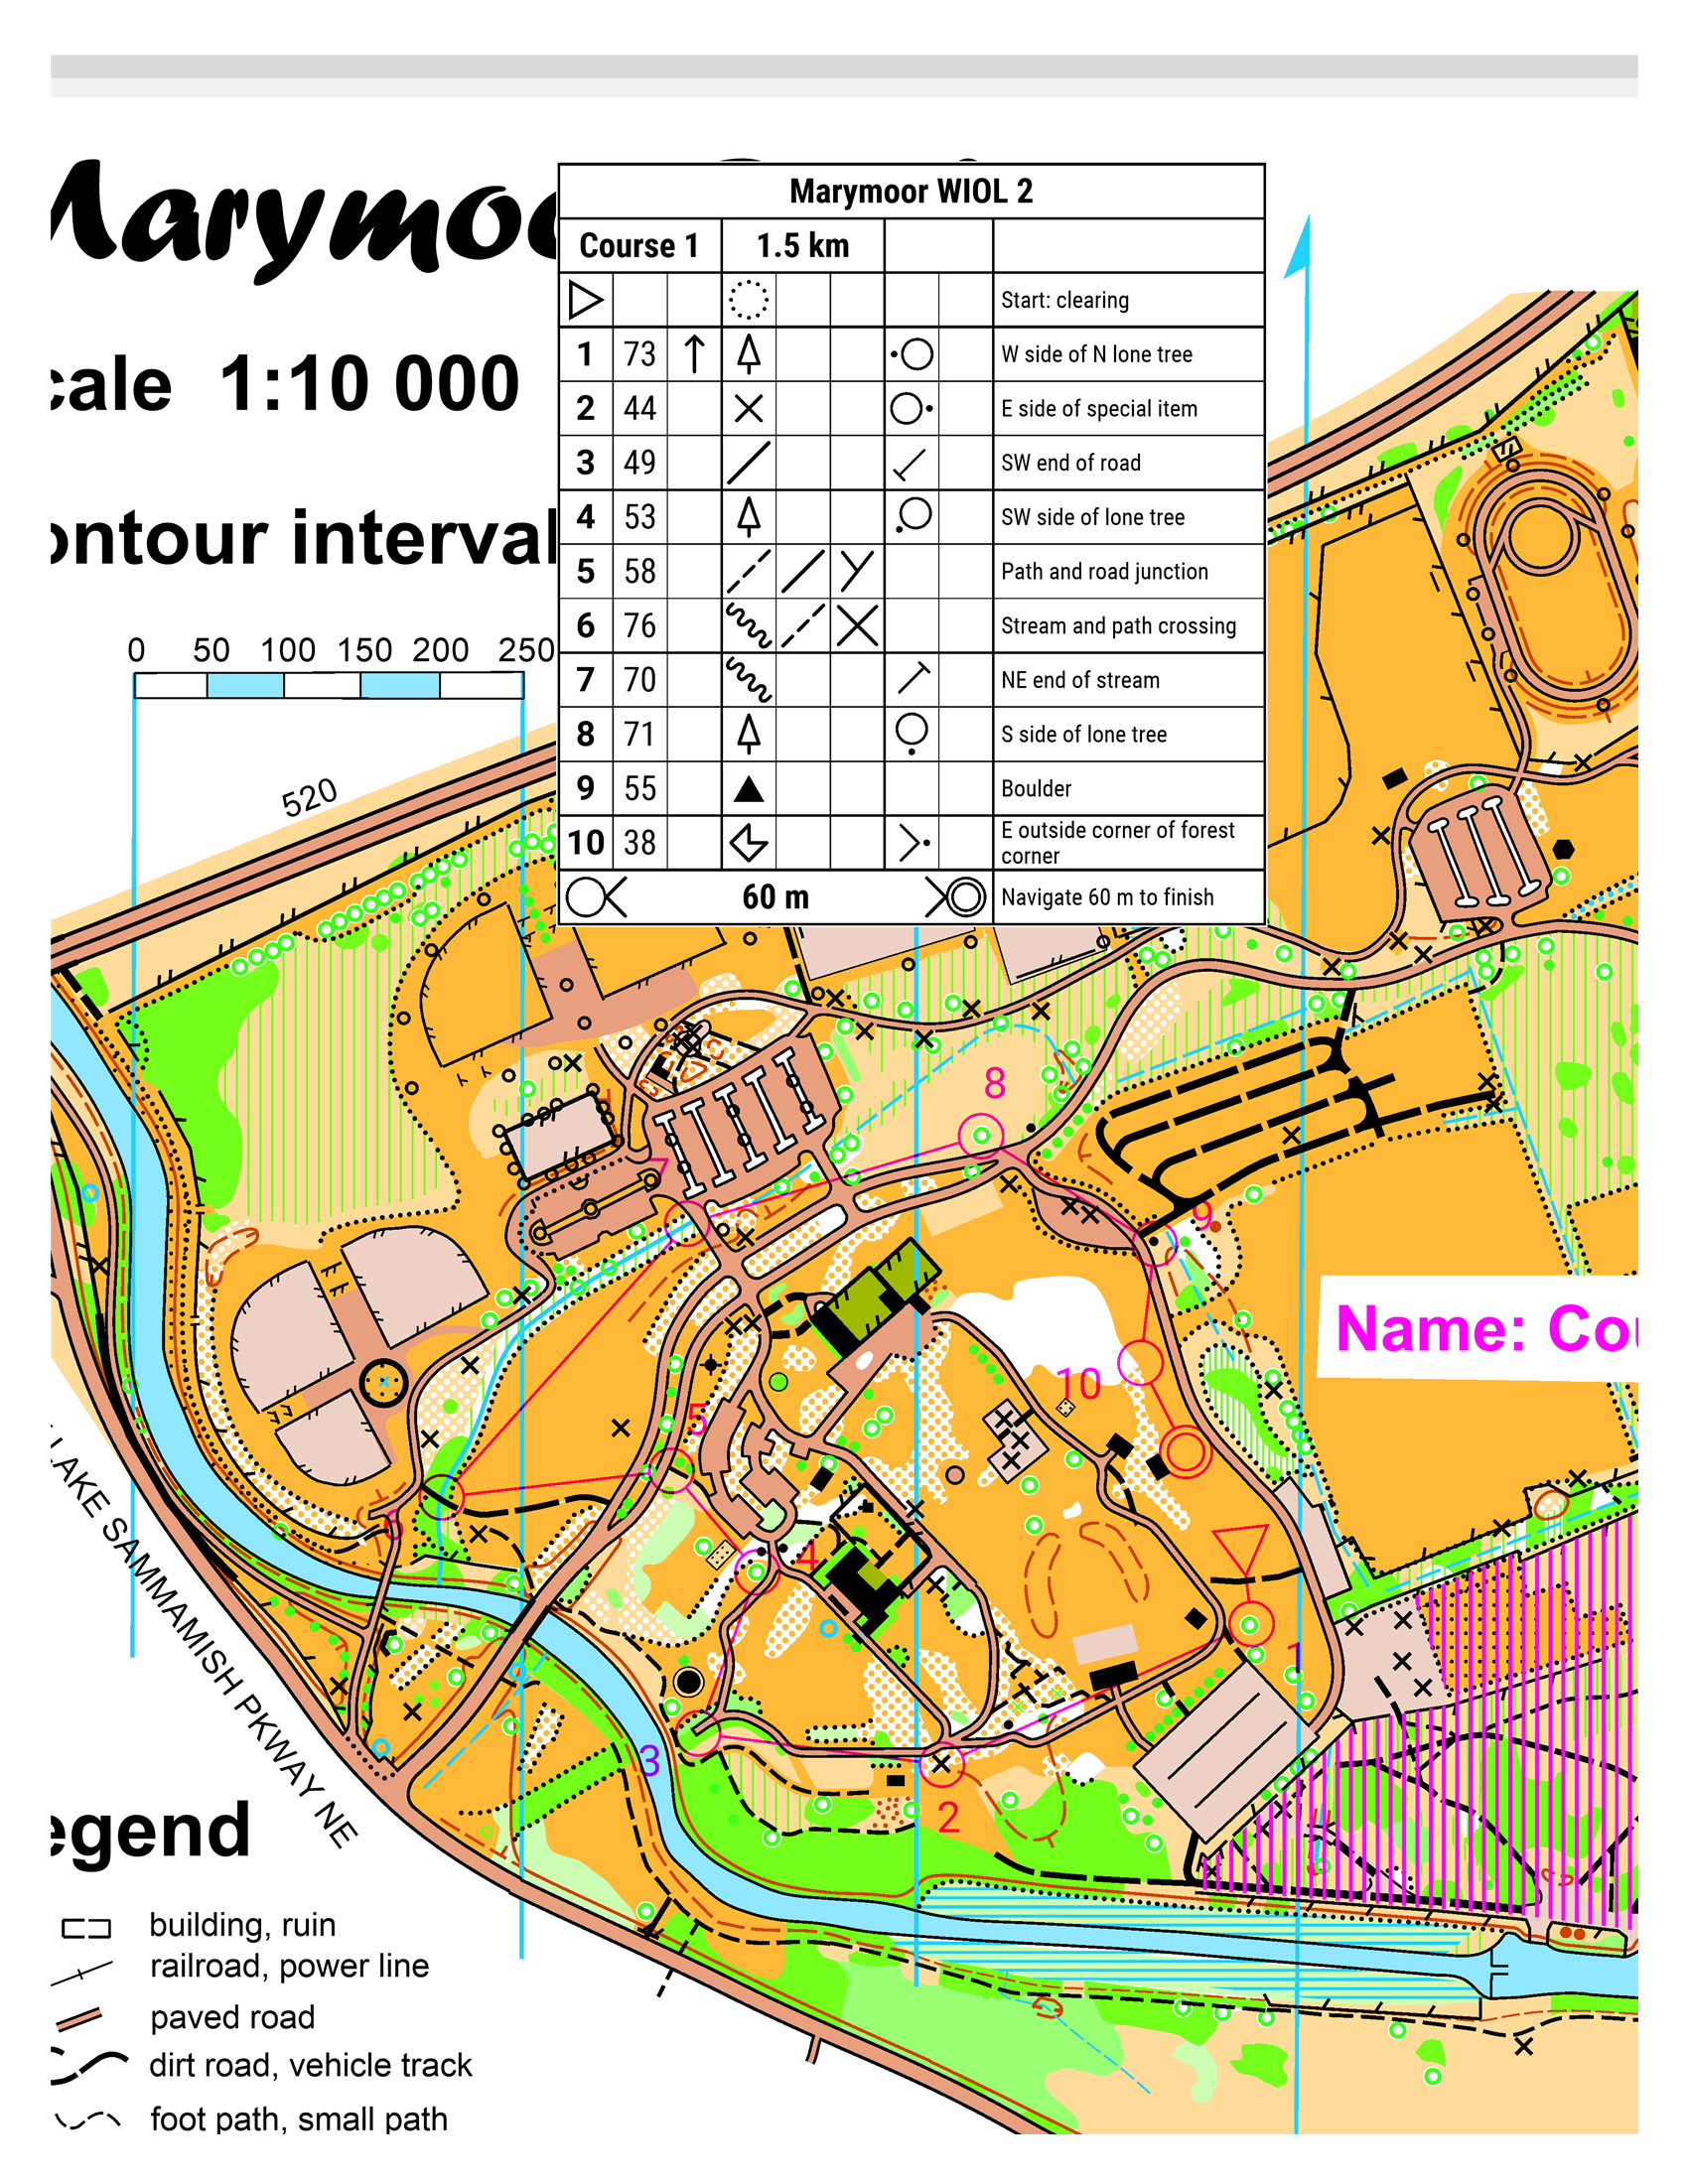 Marymoo
Marymoor WIOL 2
Course 1 1.5 km
Start: clearing
1 73 W side of N lone tree
2 44 E side of special item
3 49 SW end of road
4 53 SW side of lone tree
5 58 Path and road junction
6 76 Stream and path crossing
7 70 NE end of stream
8 71 S side of lone tree
9 55 Boulder
10 38 E outside corner of forest
corner
60 m Navigate 60 m to finish
cale 1:10 000
ontour interval
0 50 100 150 200 250
520
8
7
9
Name: Cou
10
5
4
6
1
3
2
LAKE SAMMAMISH PKWAY NE
egend
building, ruin
railroad, power line
paved road
dirt road, vehicle track
foot path, small path